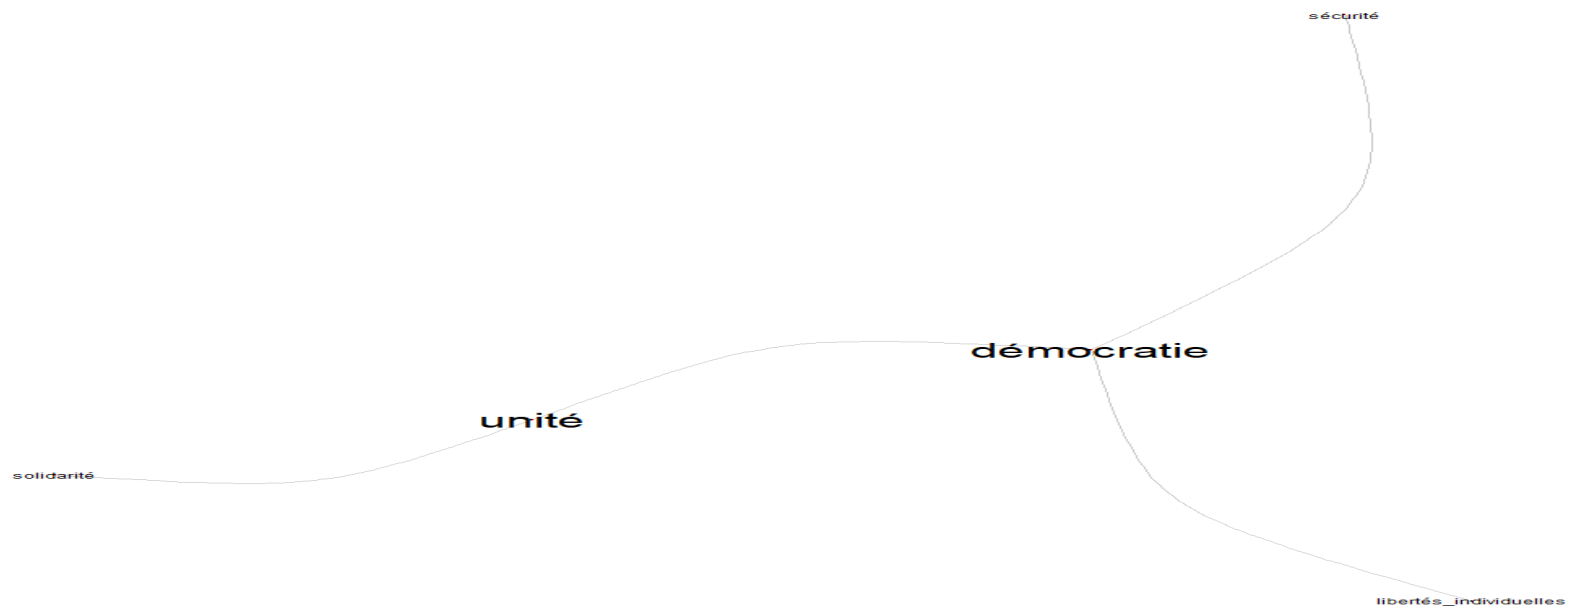 sécurité
démocratie
unité
solidarité
libertés_individuelles